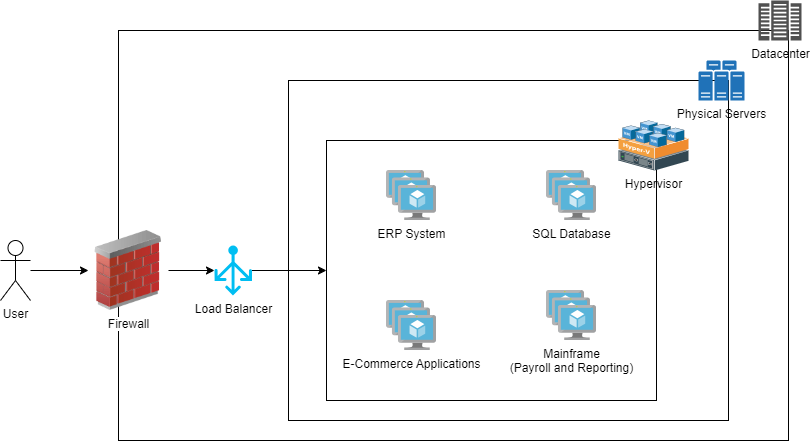 Datacenter
Physical Servers
Hyper-V
Hypervisor
ERP System
SQL Database
User
Firewall
Load Balancer
E-Commerce Applications
Mainframe
(Payroll and Reporting)